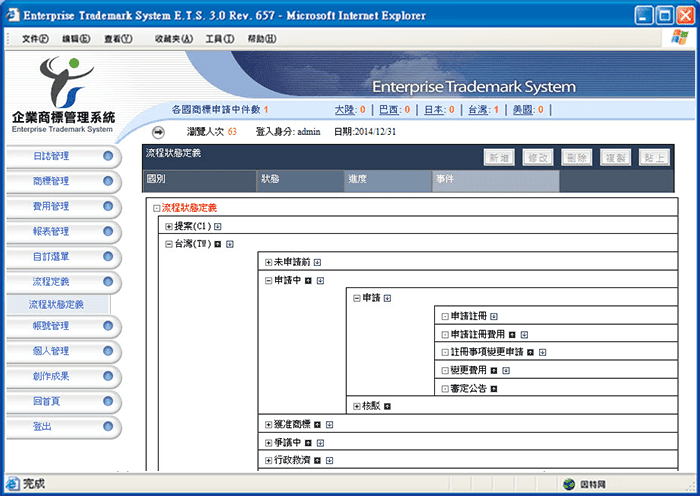 Enterprise Trademark System E.T.S. 3.0 Rev. 657 - Microsoft Internet Explorer
文件(F) 編輯(E) 查看(V) 收藏夾(A) 工具(T) 幫助(H)
Enterprise Trademark System
企業商標管理系統
Enterprise Trademark System
各國商標申請中件數 1 大陸: 0 | 巴西: 0 | 日本: 0 | 台灣: 1 | 美國: 0 |
瀏覽人次 63 登入身分: admin 日期:2014/12/31
日誌管理
商標管理
費用管理
報表管理
自訂選單
流程定義
流程狀態定義
帳號管理
個人管理
創作成果
回首頁
登出
流程狀態定義 新增 修改 刪除 複製 貼上
國別 狀態 進度 事件
流程狀態定義
提案(C1)
台灣(TW)
未申請前
申請中
申請
申請註冊
申請註冊費用
註冊事項變更申請
變更費用
審定公告
核駁
獲准商標
爭議中
行政救濟
完成 因特网